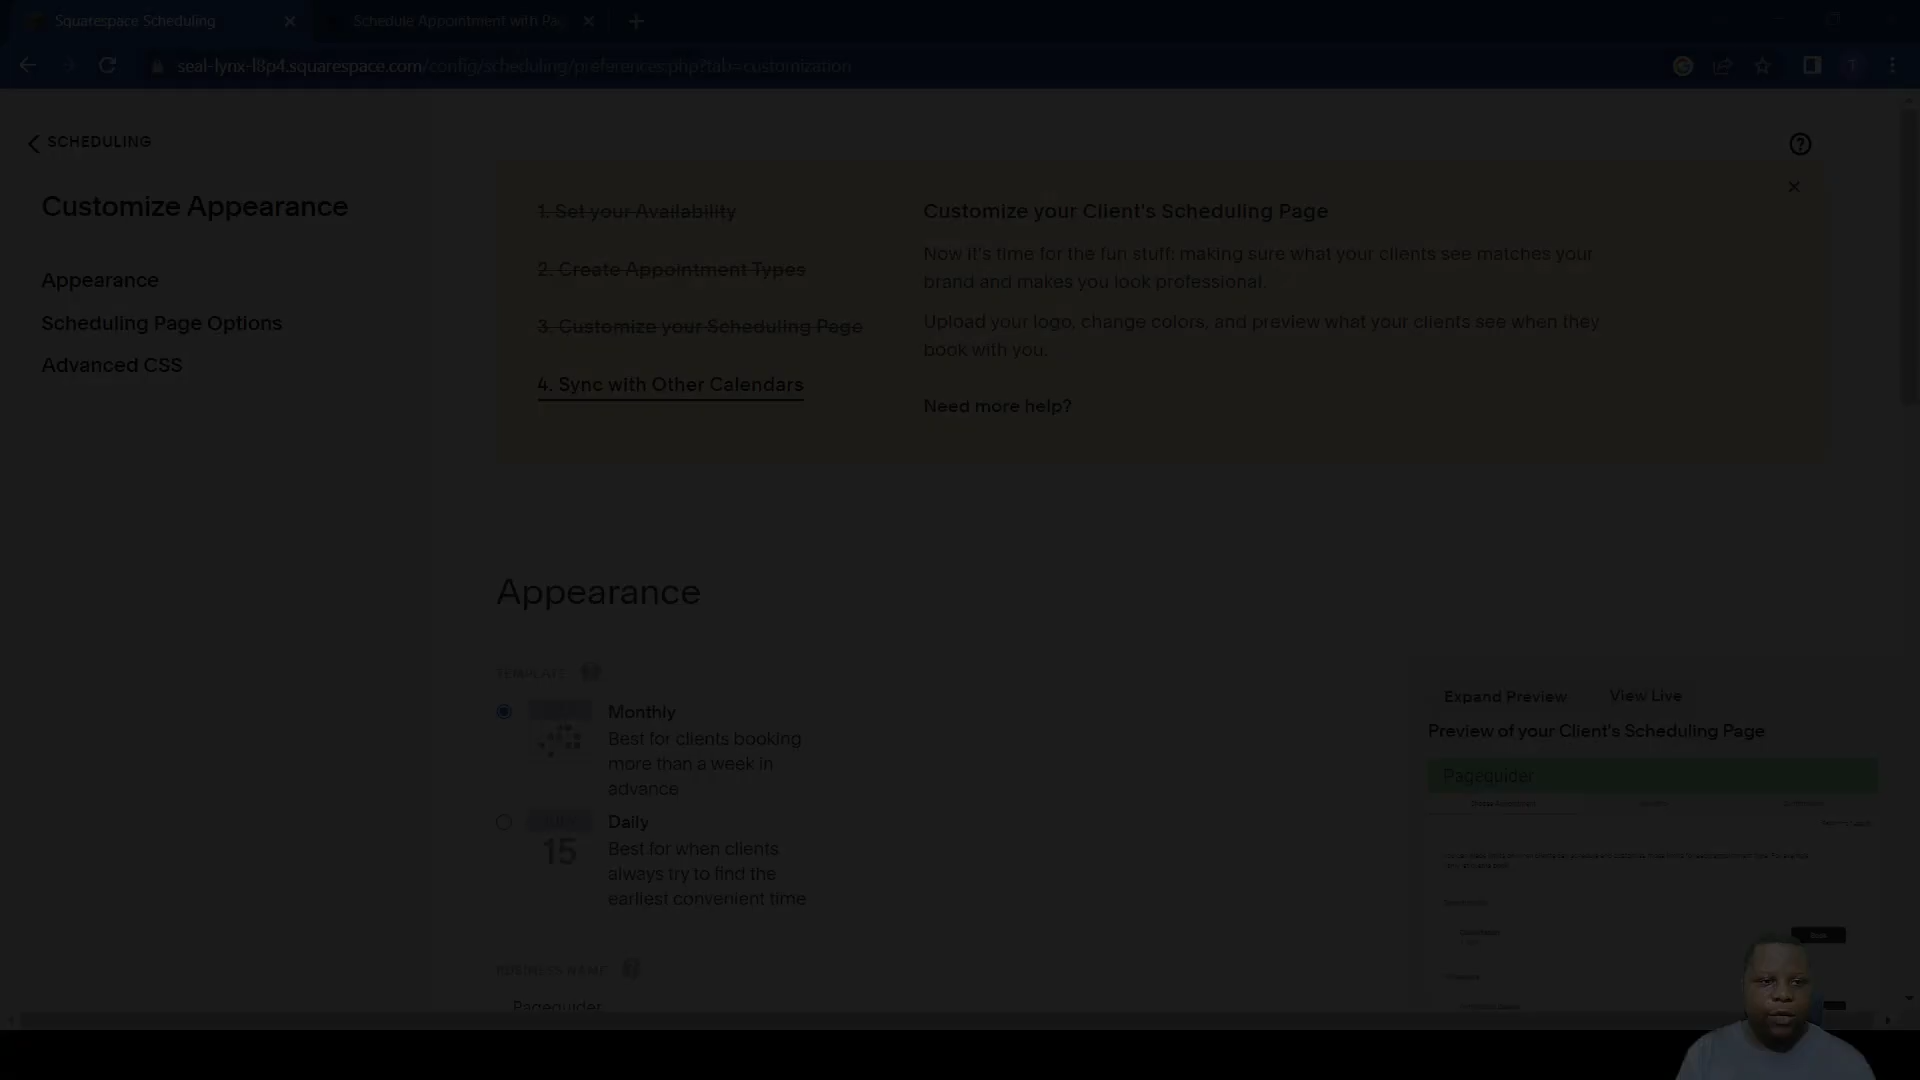 Squarespace Scheduling
Schedule Appointment with Pa
seal-lynx-l8p4.squarespace.com/config/scheduling/preferences.php?tab=customization
SCHEDULING
Customize Appearance
Appearance
Scheduling Page Options
Advanced CSS
1. Set your Availability
2. Create Appointment Types
3. Customize your Scheduling Page
4. Sync with Other Calendars
Customize your Client's Scheduling Page
Now it's time for the fun stuff: making sure what your clients see matches your
brand and makes you look professional.
Upload your logo, change colors, and preview what your clients see when they
book with you.
Need more help?
Appearance
TEMPLATE
Monthly
Best for clients booking
more than a week in
advance
Daily
15
Best for when clients
always try to find the
earliest convenient time
BUSINESS NAME
Pageguider
Expand Preview
View Live
Preview of your Client's Scheduling Page
Pageguider